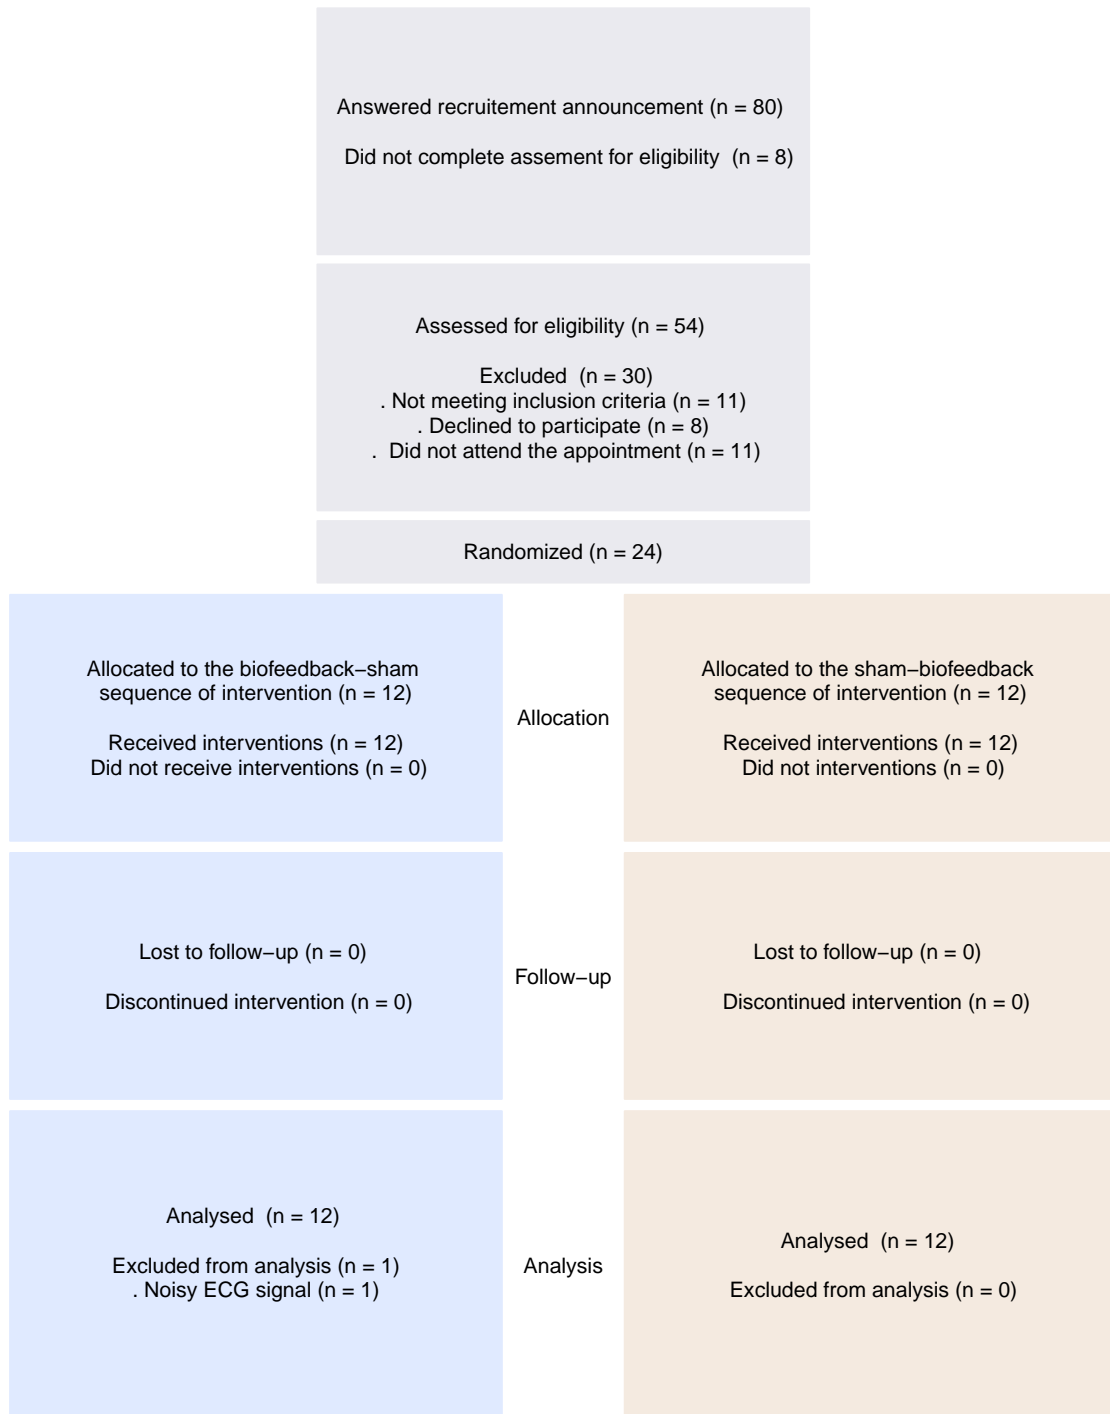 Answered recruitement announcement (n = 80)
Did not complete assement for eligibility (n = 8)
Assessed for eligibility (n = 54)
Excluded (n = 30)
. Not meeting inclusion criteria (n = 11)
. Declined to participate (n = 8)
. Did not attend the appointment (n = 11)
Randomized (n = 24)
Allocated to the biofeedback−sham
sequence of intervention (n = 12)
Received interventions (n = 12)
Did not receive interventions (n = 0)
Allocation
Allocated to the sham−biofeedback
sequence of intervention (n = 12)
Received interventions (n = 12)
Did not interventions (n = 0)
Lost to follow−up (n = 0)
Discontinued intervention (n = 0)
Follow−up
Lost to follow−up (n = 0)
Discontinued intervention (n = 0)
Analysed (n = 12)
Excluded from analysis (n = 1)
. Noisy ECG signal (n = 1)
Analysis
Analysed (n = 12)
Excluded from analysis (n = 0)